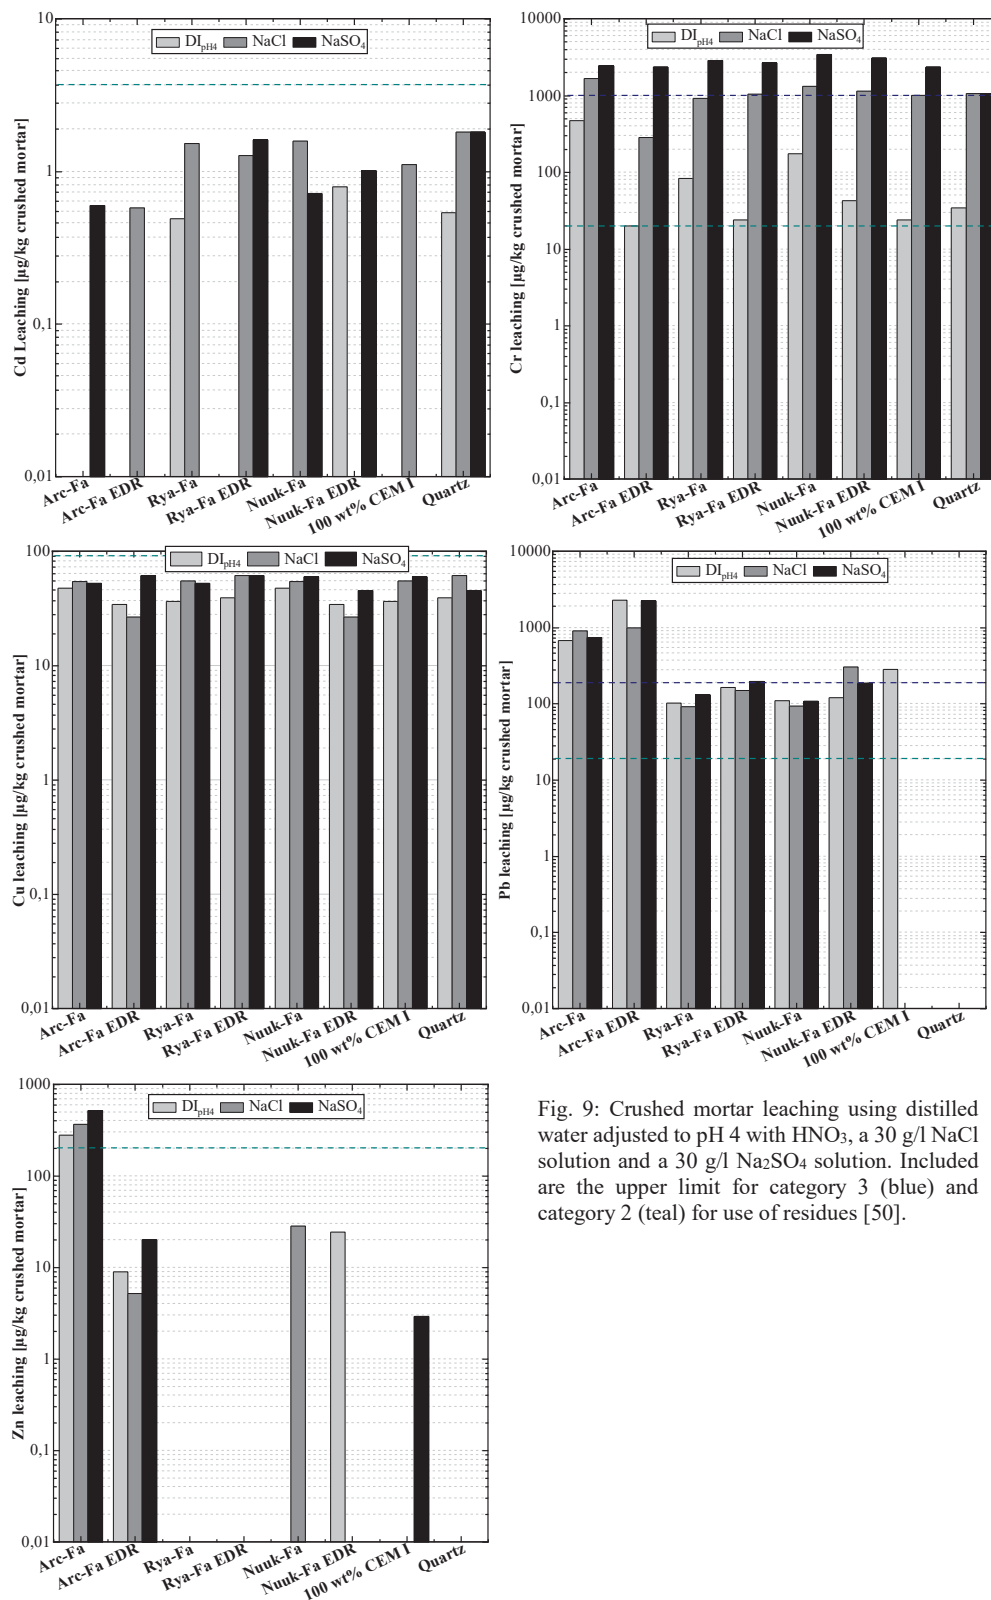 10
1
0,1
0,01
Cd Leaching [µg/kg crushed mortar]
DIpH4 NaCl NaSO4
Arc-Fa
Arc-Fa EDR
Rya-Fa
Rya-Fa EDR
Nuuk-Fa
Nuuk-Fa EDR
100 wt% CEM I
Quartz
10000
1000
100
10
1
0,1
0,01
Cr leaching [µg/kg crushed mortar]
DIpH4 NaCl NaSO4
Arc-Fa
Arc-Fa EDR
Rya-Fa
Rya-Fa EDR
Nuuk-Fa
Nuuk-Fa EDR
100 wt% CEM I
Quartz
100
10
1
0,1
0,01
Cu leaching [µg/kg crushed mortar]
DIpH4 NaCl NaSO4
Arc-Fa
Arc-Fa EDR
Rya-Fa
Rya-Fa EDR
Nuuk-Fa
Nuuk-Fa EDR
100 wt% CEM I
Quartz
10000
1000
100
10
1
0,1
0,01
Pb leaching [µg/kg crushed mortar]
DIpH4 NaCl NaSO4
Arc-Fa
Arc-Fa EDR
Rya-Fa
Rya-Fa EDR
Nuuk-Fa
Nuuk-Fa EDR
100 wt% CEM I
Quartz
1000
100
10
1
0,1
0,01
Zn leaching [µg/kg crushed mortar]
DIpH4 NaCl NaSO4
Arc-Fa
Arc-Fa EDR
Rya-Fa
Rya-Fa EDR
Nuuk-Fa
Nuuk-Fa EDR
100 wt% CEM I
Quartz
Fig. 9: Crushed mortar leaching using distilled
water adjusted to pH 4 with HNO3, a 30 g/l NaCl
solution and a 30 g/l Na2SO4 solution. Included
are the upper limit for category 3 (blue) and
category 2 (teal) for use of residues [50].